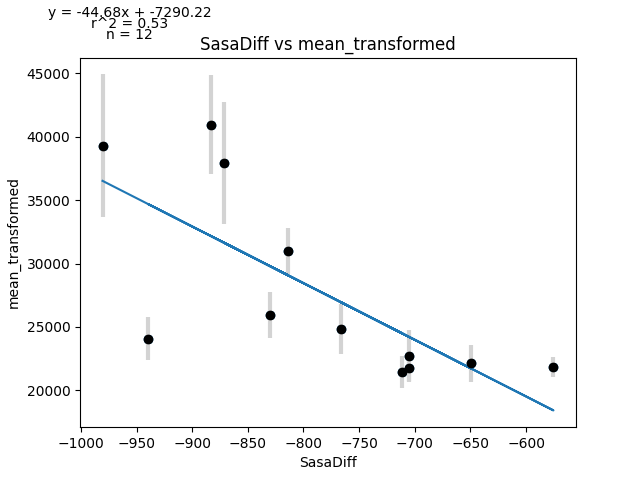 y = -44.68x + -7290.22
r^2 = 0.53
n = 12
SasaDiff vs mean_transformed
45000
40000
35000
30000
25000
20000
mean_transformed
−1000 −950 −900 −850 −800 −750 −700 −650 −600
SasaDiff